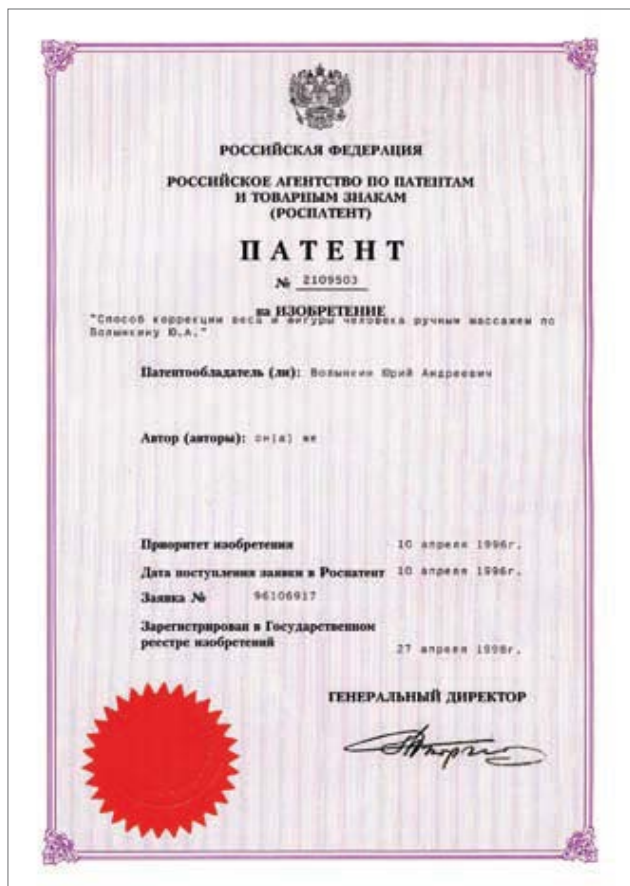 РОССИЙСКАЯ ФЕДЕРАЦИЯ
РОССИЙСКОЕ АГЕНТСТВО ПО ПАТЕНТАМ
И ТОВАРНЫМ ЗНАКАМ
(РОСПАТЕНТ)
ПАТЕНТ
№ 2109503
на ИЗОБРЕТЕНИЕ
"Способ коррекции веса и фигуры человека ручным массажем по
Волынкину Ю.А."
Патентообладатель (ли): Волынкин Юрий Андреевич
Автор (авторы): он(а) же
Приоритет изобретения 10 апреля 1996г.
Дата поступления заявки в Роспатент 10 апреля 1996г.
Заявка № 96106917
Зарегистрирован в Государственном
реестре изобретений 27 апреля 1998г.
ГЕНЕРАЛЬНЫЙ ДИРЕКТОР